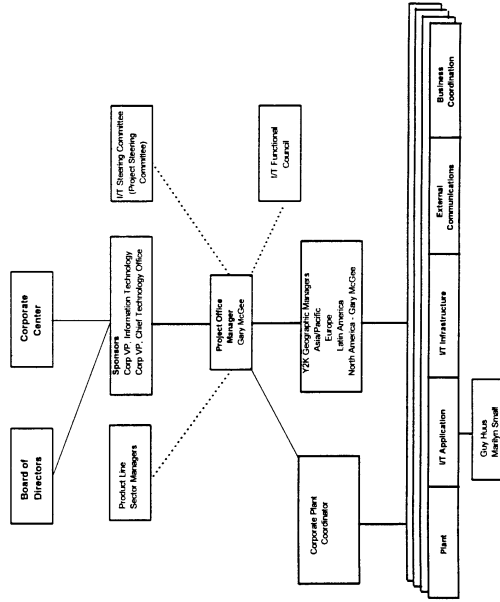 Board of
Directors
Corporate
Center
Product Line
Sector Managers
Sponsors
Corp VP, Information Technology
Corp VP, Chief Technology Office
I/T Steering Committee
(Project Steering
Committee)
Project Office
Manager
Gary McGee
I/T Functional
Council
Corporate Plant
Coordinator
Y2K Geographic Managers
Asia/Pacific
Europe
Latin America
North America - Gary McGee
Plant
I/T Application
I/T Infrastructure
External
Communications
Business
Coordination
Guy Huus
Marilyn Small